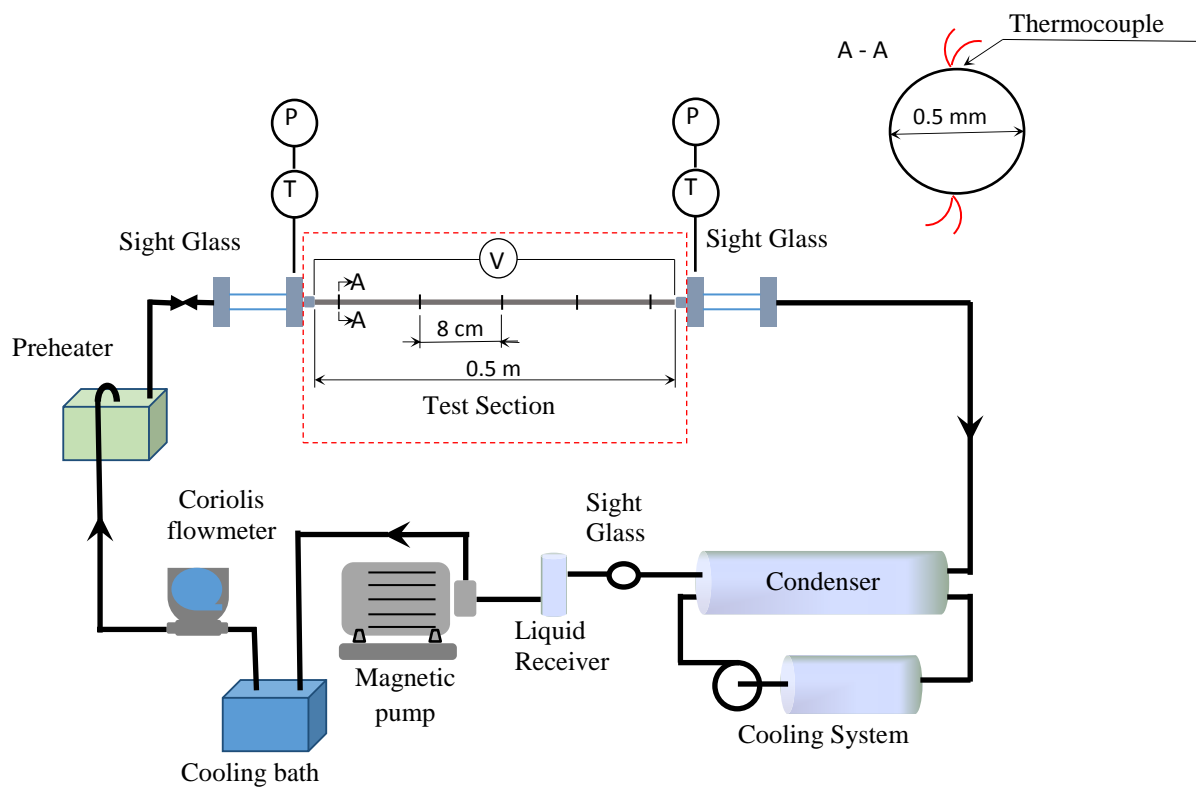 Thermocouple
A - A
0.5 mm
P
P
T
T
Sight Glass
Sight Glass
V
A
A
8 cm
0.5 m
Test Section
Preheater
Coriolis
flowmeter
Sight
Glass
Condenser
Liquid
Receiver
Magnetic
pump
Cooling System
Cooling bath